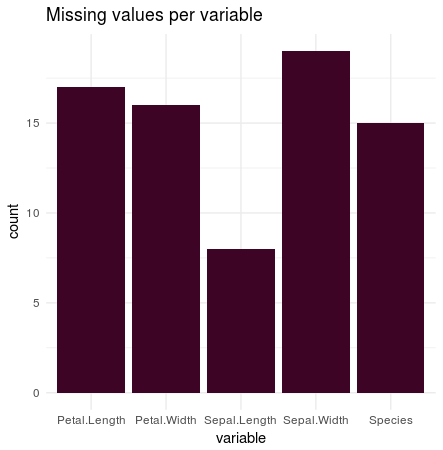 Missing values per variable
count
15
10
5
0
Petal.Length Petal.Width Sepal.Length Sepal.Width Species
variable